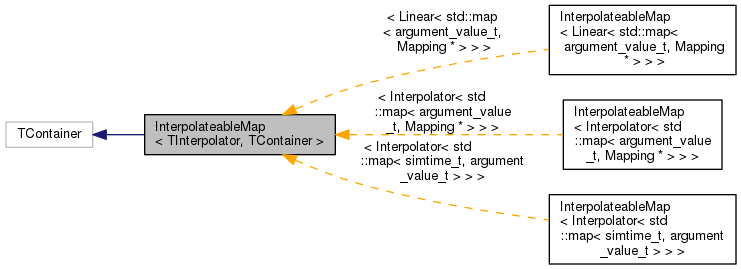 TContainer
InterpolateableMap
< TInterpolator, TContainer >
< Linear< std::map
< argument_value_t,
Mapping * > > >
< Interpolator< std
::map< argument_value
_t, Mapping * > > >
< Interpolator< std
::map< simtime_t, argument
_value_t > > >
InterpolateableMap
< Linear< std::map<
argument_value_t, Mapping
* > > >
InterpolateableMap
< Interpolator< std
::map< argument_value
_t, Mapping * > > >
InterpolateableMap
< Interpolator< std
::map< simtime_t, argument
_value_t > > >